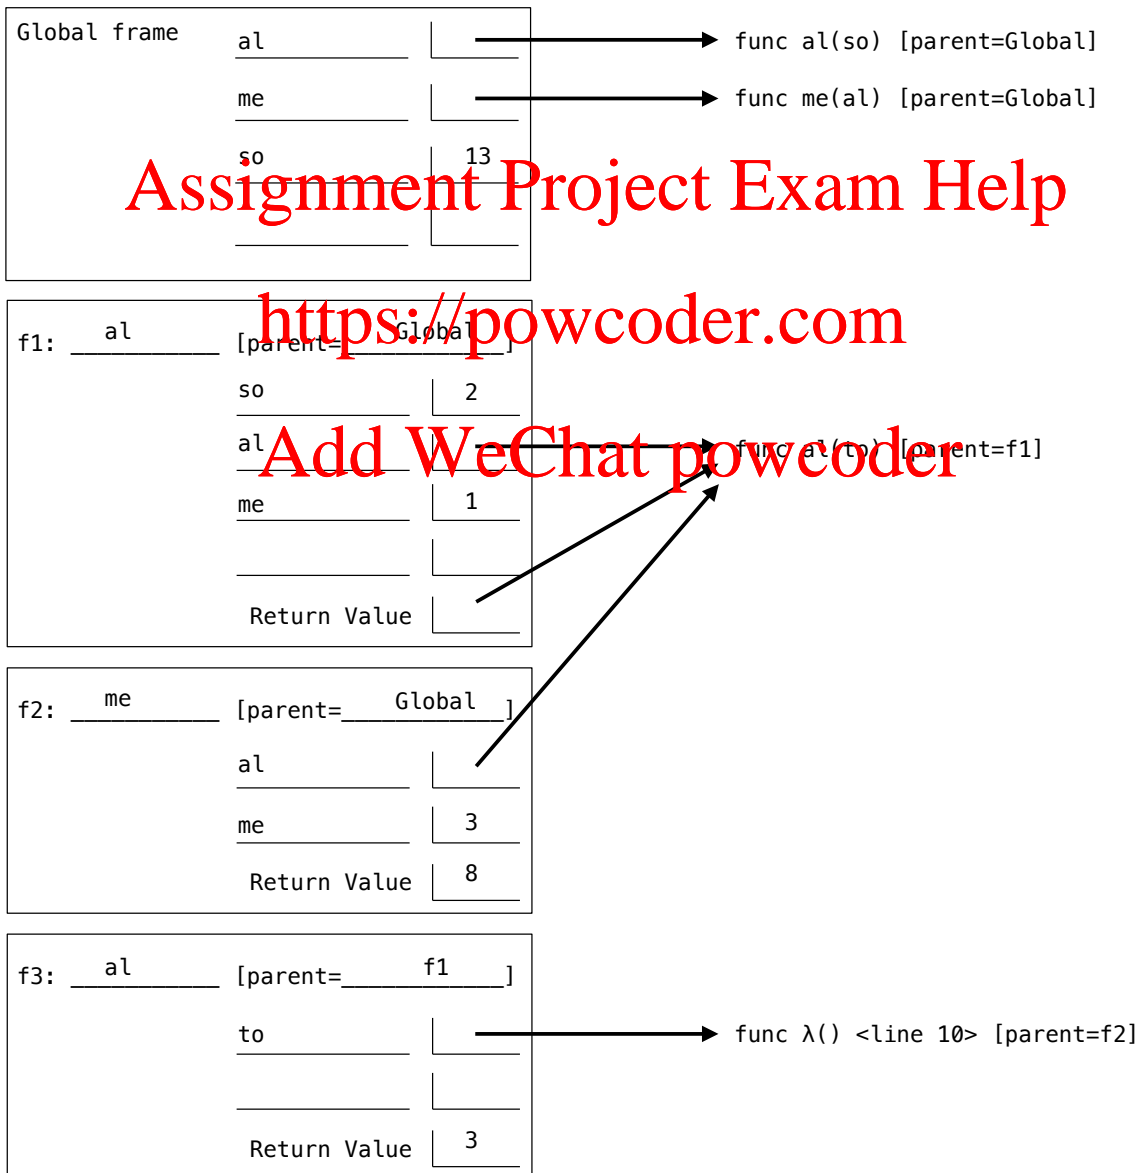 Global frame
al
func al(so) [parent=Global]
me
func me(al) [parent=Global]
so 13
Assignment Project Exam Help
https://powcoder.com
f1: al [parent=Global]
so 2
al
func al(to) [parent=f1]
Add WeChat powcoder
me 1
Return Value
f2: me [parent=Global]
al
me 3
Return Value 8
f3: al [parent=f1]
to
func λ() <line 10> [parent=f2]
Return Value 3